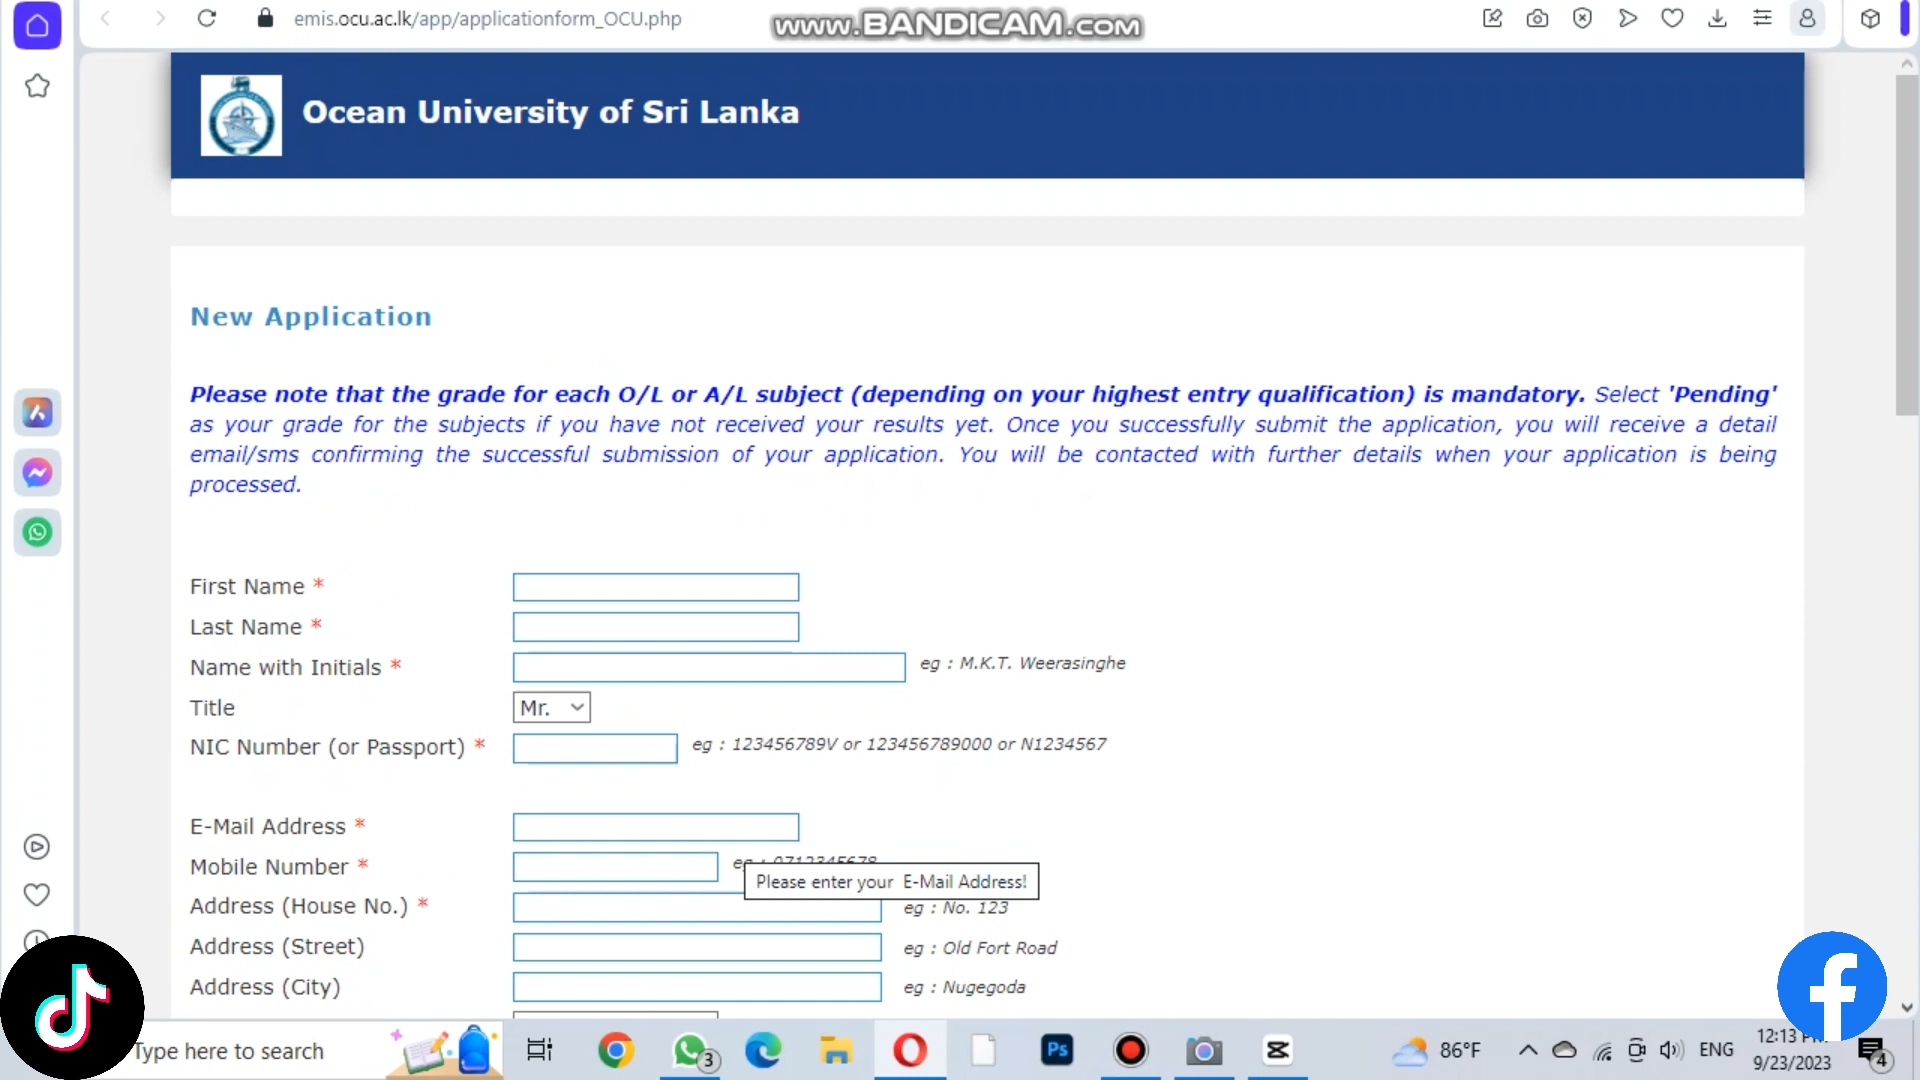 emis.ocu.ac.lk/app/applicationform_OCU.php
www.BANDICAM.com
Ocean University of Sri Lanka
New Application
Please note that the grade for each O/L or A/L subject (depending on your highest entry qualification) is mandatory. Select 'Pending'
as your grade for the subjects if you have not received your results yet. Once you successfully submit the application, you will receive a detail
email/sms confirming the successful submission of your application. You will be contacted with further details when your application is being
processed.
First Name *
Last Name *
Name with Initials * eg : M.K.T. Weerasinghe
Title Mr.
NIC Number (or Passport) * eg : 123456789V or 123456789000 or N1234567
E-Mail Address *
Mobile Number * eg : 0712345678
Please enter your E-Mail Address!
Address (House No.) * eg : No. 123
Address (Street) eg : Old Fort Road
Address (City) eg : Nugegoda
Type here to search
3
Ps
86°F
ENG
12:13
9/23/2023
4